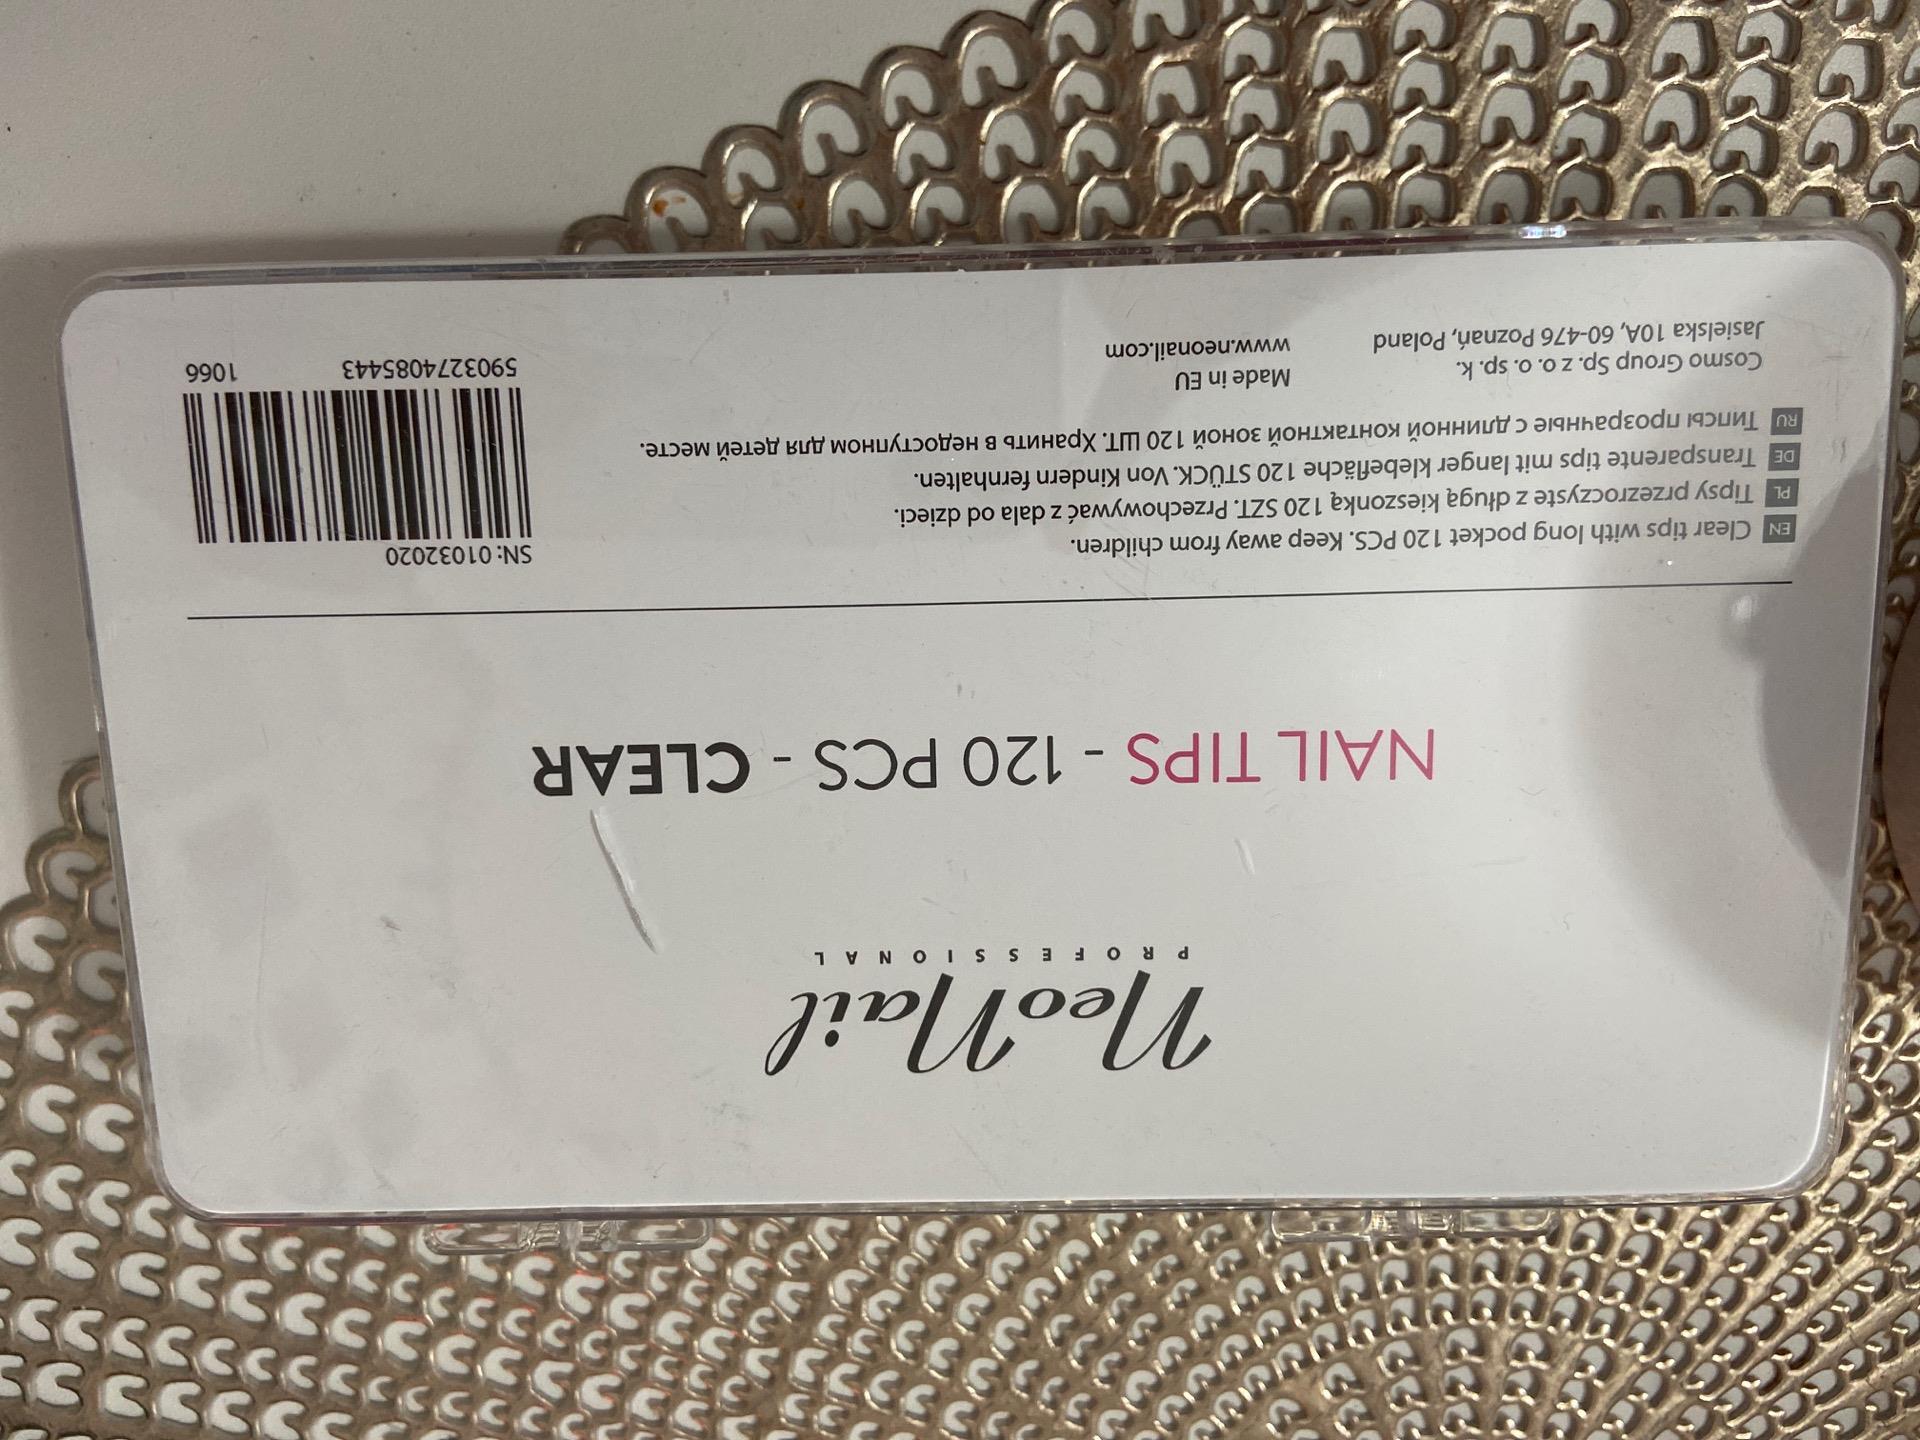 NeoNail
PROFESSIONAL
NAIL TIPS - 120 PCS - CLEAR
EN Clear tips with long pocket 120 PCS. Keep away from children.
PL Tipsy przezroczyste z długą kieszonką 120 SZT. Przechowywać z dala od dzieci.
DE Transparente tips mit langer klebefläche 120 STÜCK. Von Kindern fernhalten.
RU Типсы прозрачные с длинной контактной зоной 120 ШТ. Хранить в недоступном для детей месте.
Cosmo Group Sp. z o. o. sp. k.
Jasielska 10A, 60-476 Poznań, Poland
Made in EU
www.neonail.com
SN: 01032020
5903274085443 1066